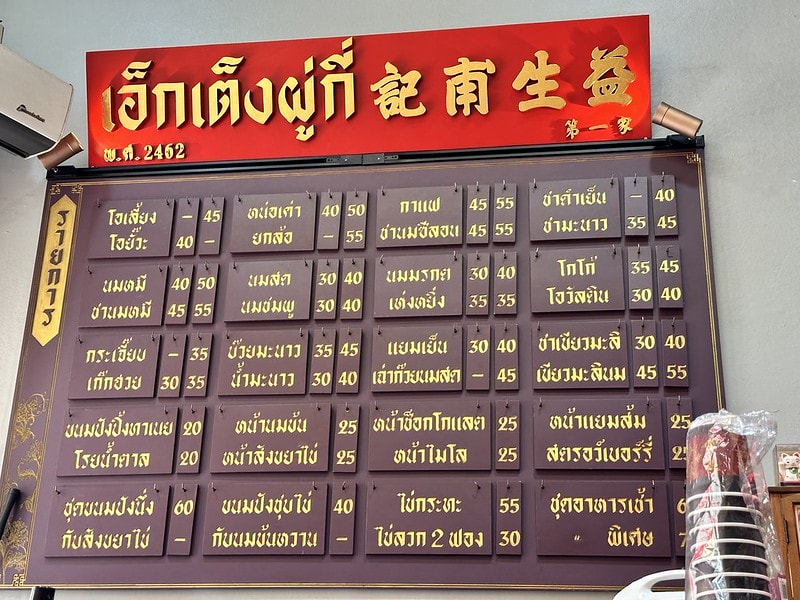 เอ็กเต็งผู่กี่ 記甫生益
พ.ศ. 2462 第一家
รายการ
โอเลี้ยง - 45
โอยั๊วะ 40 -
หน่อเค่า 40 50
ยกล้อ - 55
กาแฟ 45 55
ชานมซีลอน 45 55
ชาดำเย็น - 40
ชามะนาว 35 45
นมหมี 40 50
ชานมหมี 45 55
นมสด 30 40
นมชมพู 30 40
นมมรกต 30 40
เห่งหยิ่ง 35 35
โกโก่ 35 45
โอวัลติน 30 40
กระเจี๊ยบ - 35
เก๊กฮวย 30 35
บ๊วยมะนาว 35 45
น้ำมะนาว 30 40
แยมเย็น 30 40
เฉาก๊วยนมสด - 45
ชาเขียวมะลิ 30 40
เขียวมะลินม 45 55
ขนมปังปิ้งทาเนย 20
โรยน้ำตาล 20
หน้านมข้น 25
หน้าสังขยาไข่ 25
หน้าช็อกโกแลต 25
หน้าไมโล 25
หน้าแยมส้ม 25
สตรอว์เบอร์รี่ 25
ชุดขนมปังนึ่ง 60
กับสังขยาไข่ -
ขนมปังชุบไข่ 40
กับนมข้นหวาน -
ไข่กระทะ 55
ไข่ลวก 2 ฟอง 30
ชุดอาหารเช้า
" พิเศษ